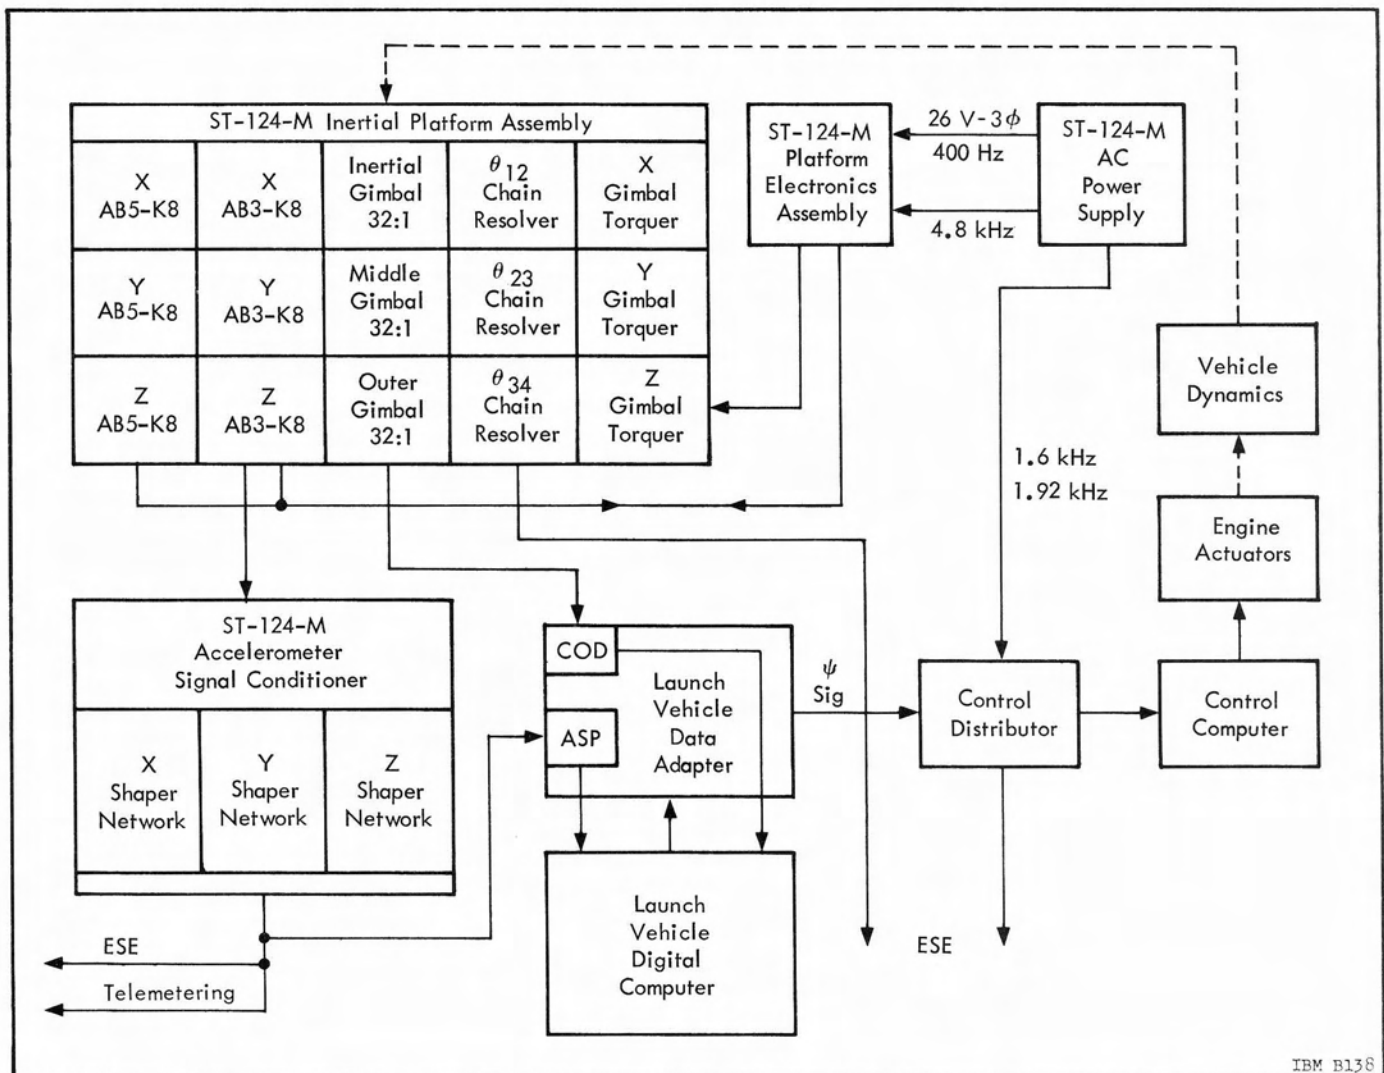 ST-124-M Inertial Platform Assembly
X
AB5-K8
X
AB3-K8
Inertial
Gimbal
32:1
θ12
Chain
Resolver
X
Gimbal
Torquer
Y
AB5-K8
Y
AB3-K8
Middle
Gimbal
32:1
θ23
Chain
Resolver
Y
Gimbal
Torquer
Z
AB5-K8
Z
AB3-K8
Outer
Gimbal
32:1
θ34
Chain
Resolver
Z
Gimbal
Torquer
ST-124-M
Platform
Electronics
Assembly
26 V-3ϕ
400 Hz
4.8 kHz
ST-124-M
AC
Power
Supply
1.6 kHz
1.92 kHz
Vehicle
Dynamics
Engine
Actuators
ST-124-M
Accelerometer
Signal Conditioner
X
Shaper
Network
Y
Shaper
Network
Z
Shaper
Network
COD
ASP
Launch
Vehicle
Data
Adapter
ψ
Sig
Control
Distributor
Control
Computer
Launch
Vehicle
Digital
Computer
ESE
ESE
Telemetering
IBM B138